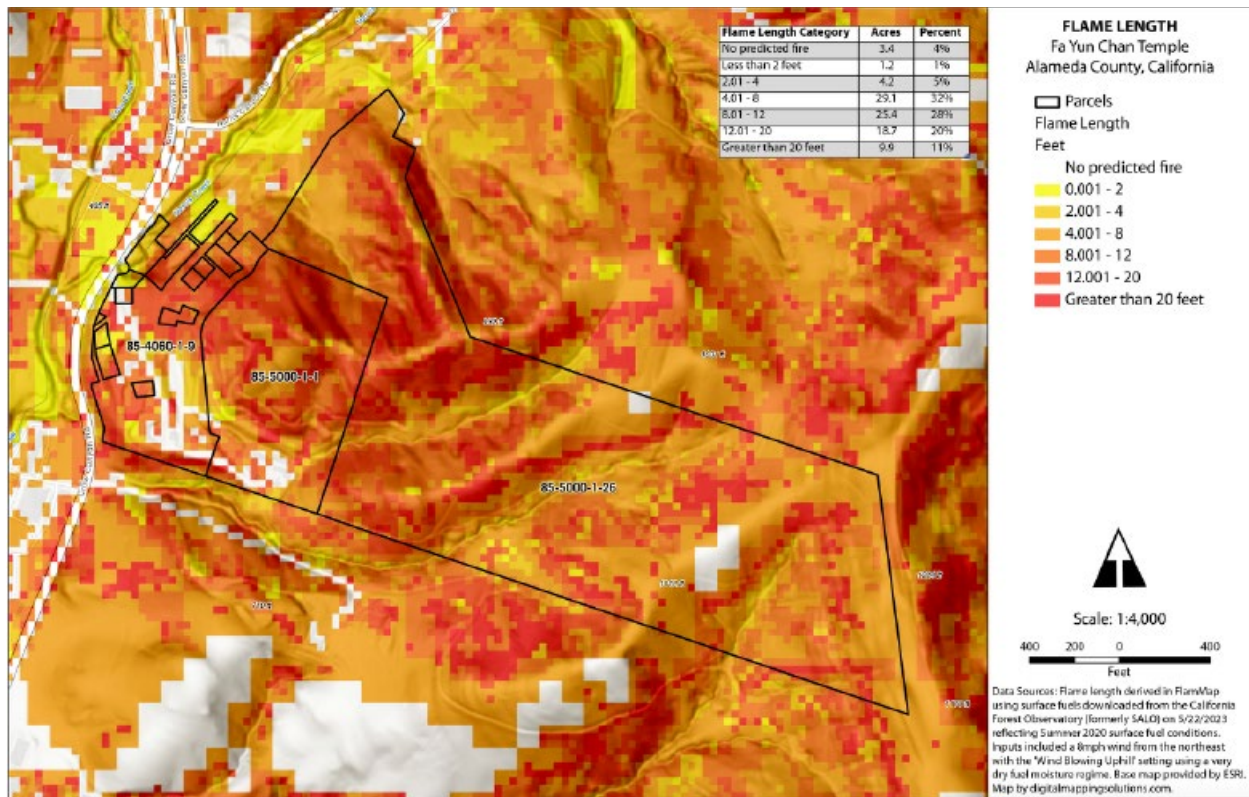 Flame Length Category Acres Percent
No predicted fire 3.4 4%
Less than 2 feet 1.2 1%
2.01 - 4 4.2 5%
4.01 - 8 29.1 32%
8.01 - 12 25.4 28%
12.01 - 20 18.7 20%
Greater than 20 feet 9.9 11%
85-4060-1-9
85-5000-1-1
85-5000-1-26
FLAME LENGTH
Fa Yun Chan Temple
Alameda County, California
Parcels
Flame Length
Feet
No predicted fire
0.001 - 2
2.001 - 4
4.001 - 8
8.001 - 12
12.001 - 20
Greater than 20 feet
Scale: 1:4,000
400 200 0 400
Feet
Data Sources: Flame length derived in FlamMap
using surface fuels downloaded from the California
Forest Observatory (formerly SALO) on 5/22/2023
reflecting Summer 2020 surface fuel conditions.
Inputs included a 8mph wind from the northeast
with the 'Wind Blowing Uphill' setting using a very
dry fuel moisture regime. Base map provided by ESRI.
Map by digitalmappingsolutions.com.